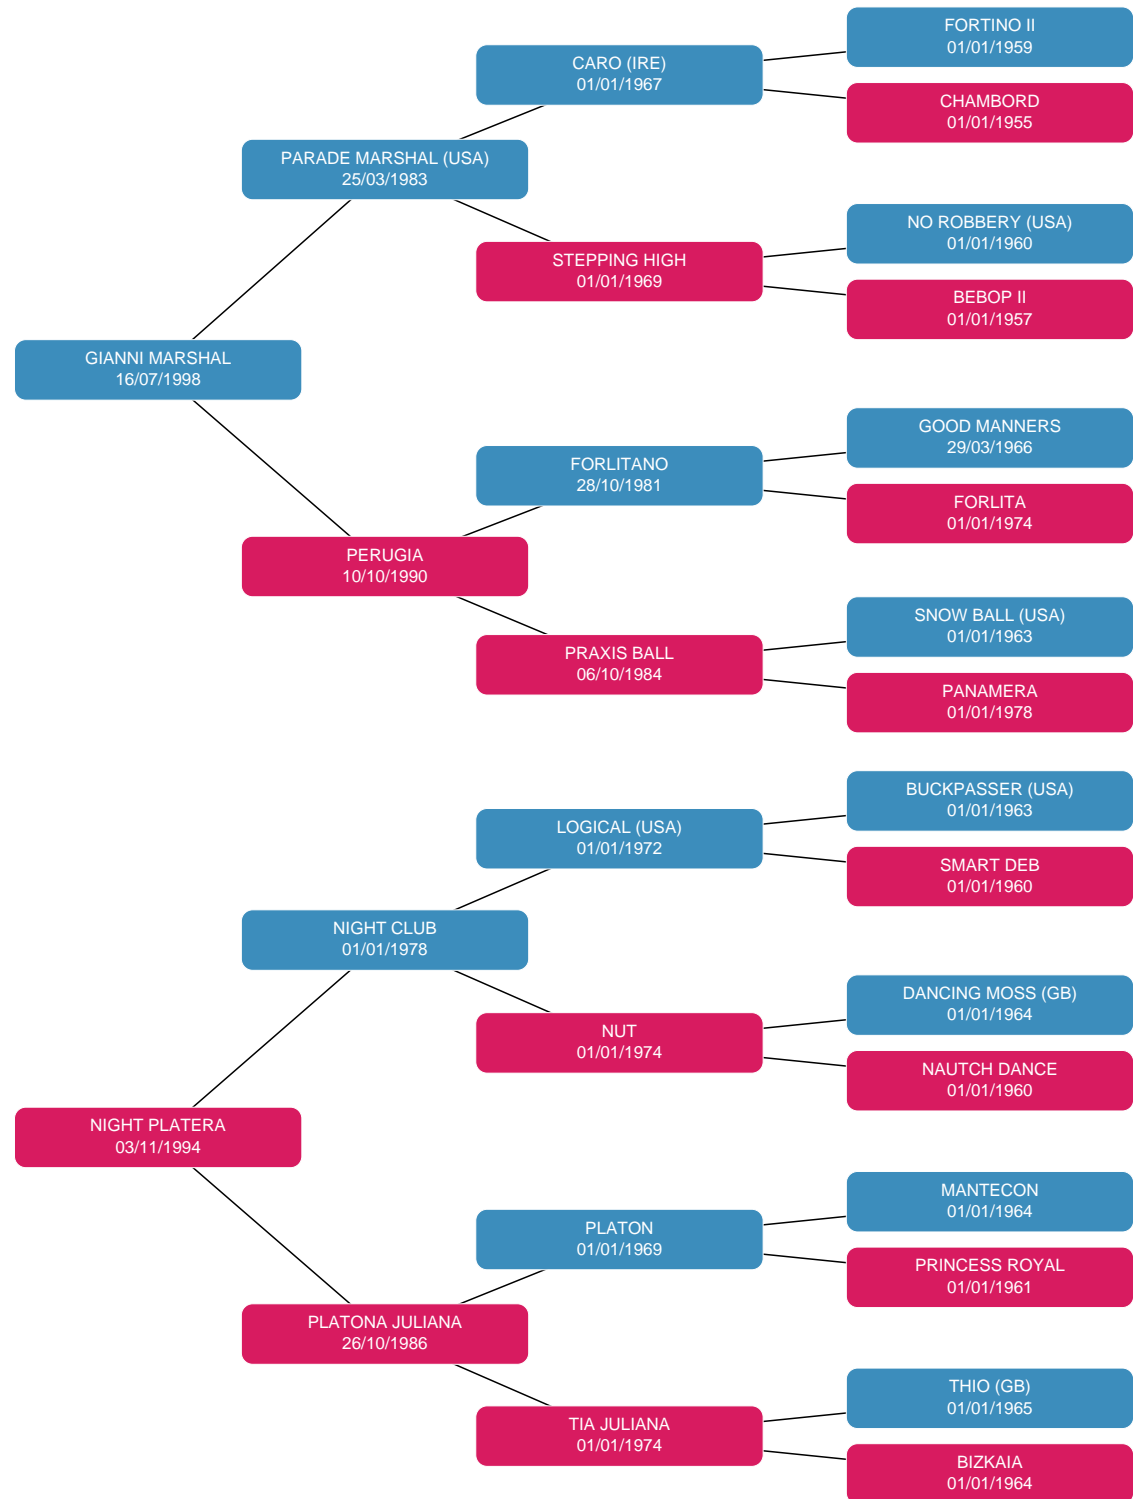 FORTINO II
01/01/1959
CARO (IRE)
01/01/1967
CHAMBORD
01/01/1955
PARADE MARSHAL (USA)
25/03/1983
NO ROBBERY (USA)
01/01/1960
STEPPING HIGH
01/01/1969
BEBOP II
01/01/1957
GIANNI MARSHAL
16/07/1998
GOOD MANNERS
29/03/1966
FORLITANO
28/10/1981
FORLITA
01/01/1974
PERUGIA
10/10/1990
SNOW BALL (USA)
01/01/1963
PRAXIS BALL
06/10/1984
PANAMERA
01/01/1978
BUCKPASSER (USA)
01/01/1963
LOGICAL (USA)
01/01/1972
SMART DEB
01/01/1960
NIGHT CLUB
01/01/1978
DANCING MOSS (GB)
01/01/1964
NUT
01/01/1974
NAUTCH DANCE
01/01/1960
NIGHT PLATERA
03/11/1994
MANTECON
01/01/1964
PLATON
01/01/1969
PRINCESS ROYAL
01/01/1961
PLATONA JULIANA
26/10/1986
THIO (GB)
01/01/1965
TIA JULIANA
01/01/1974
BIZKAIA
01/01/1964